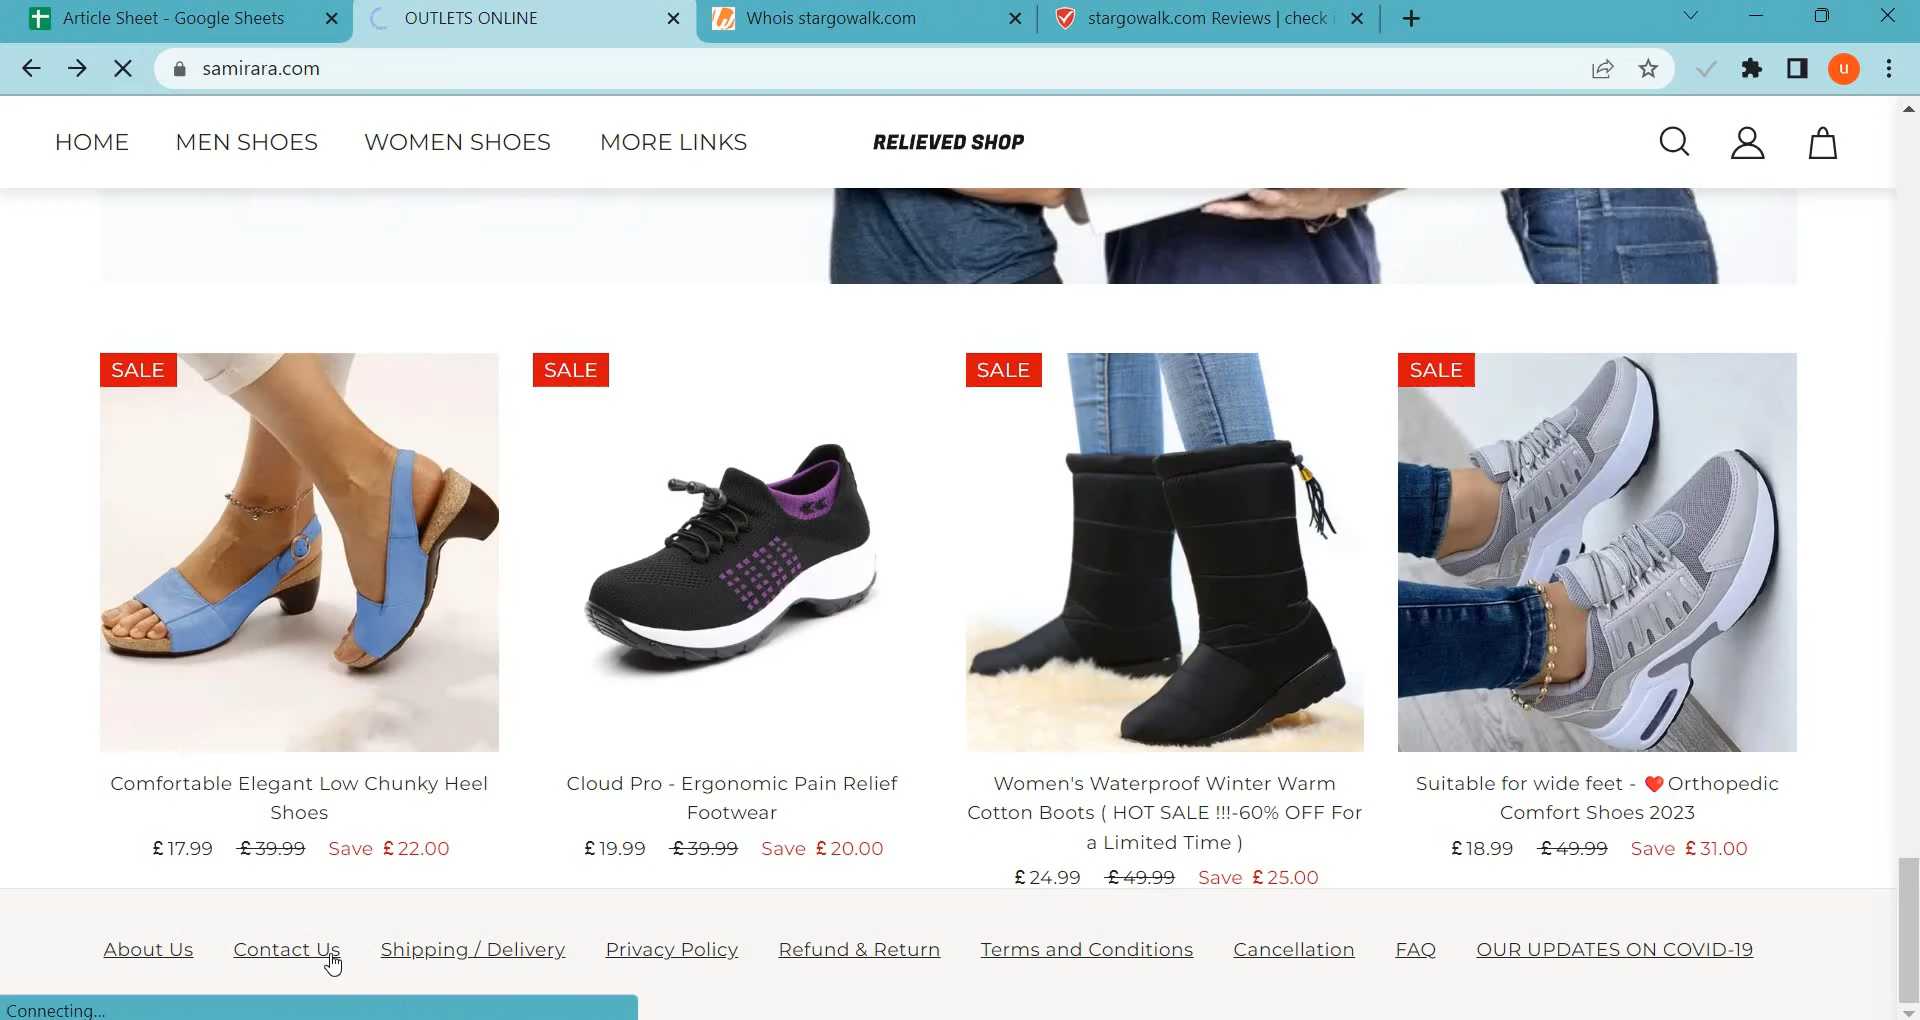 Article Sheet - Google Sheets
OUTLETS ONLINE
Whois stargowalk.com
stargowalk.com Reviews | check
samirara.com
u
HOME MEN SHOES WOMEN SHOES MORE LINKS RELIEVED SHOP
SALE SALE SALE SALE
Comfortable Elegant Low Chunky Heel
Shoes
£17.99 £39.99 Save £22.00
Cloud Pro - Ergonomic Pain Relief
Footwear
£19.99 £39.99 Save £20.00
Women's Waterproof Winter Warm
Cotton Boots ( HOT SALE !!!-60% OFF For
a Limited Time )
£24.99 £49.99 Save £25.00
Suitable for wide feet - ❤️Orthopedic
Comfort Shoes 2023
£18.99 £49.99 Save £31.00
About Us Contact Us Shipping / Delivery Privacy Policy Refund & Return Terms and Conditions Cancellation FAQ OUR UPDATES ON COVID-19
Connecting...